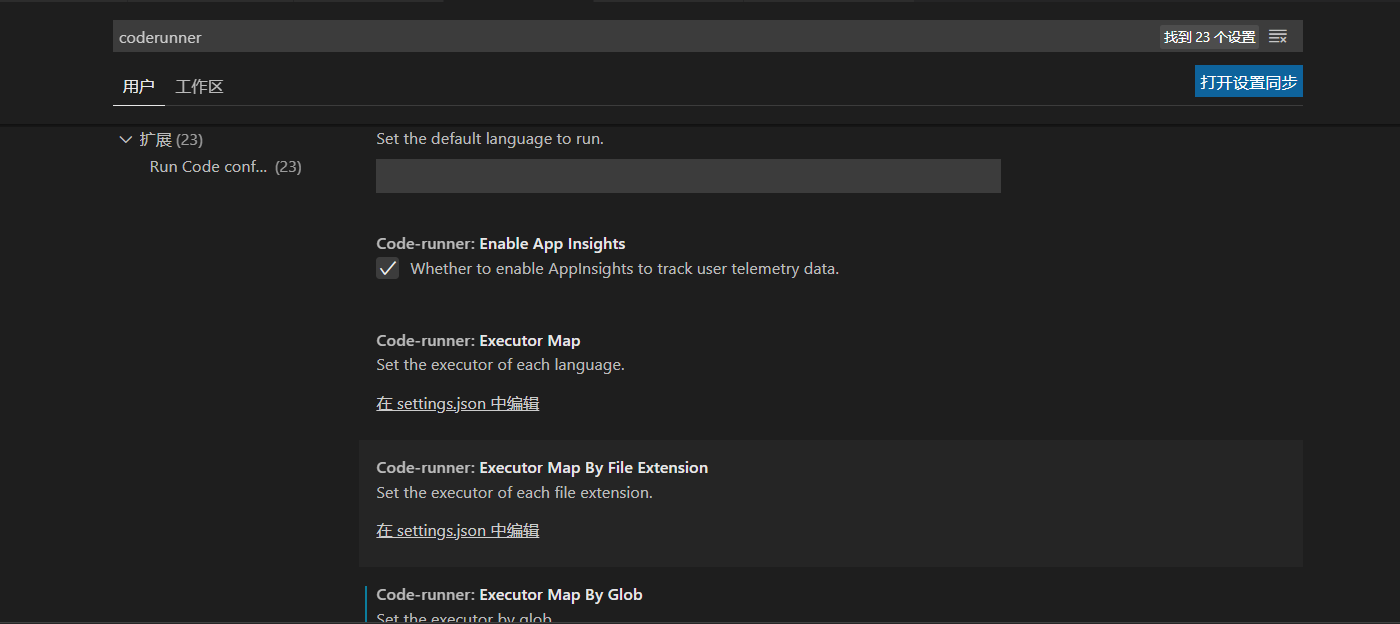 coderunner
找到 23 个设置
用户
工作区
打开设置同步
扩展 (23)
Run Code conf... (23)
Set the default language to run.
Code-runner: Enable App Insights
Whether to enable AppInsights to track user telemetry data.
Code-runner: Executor Map
Set the executor of each language.
在 settings.json 中编辑
Code-runner: Executor Map By File Extension
Set the executor of each file extension.
在 settings.json 中编辑
Code-runner: Executor Map By Glob
Set the executor by glob.